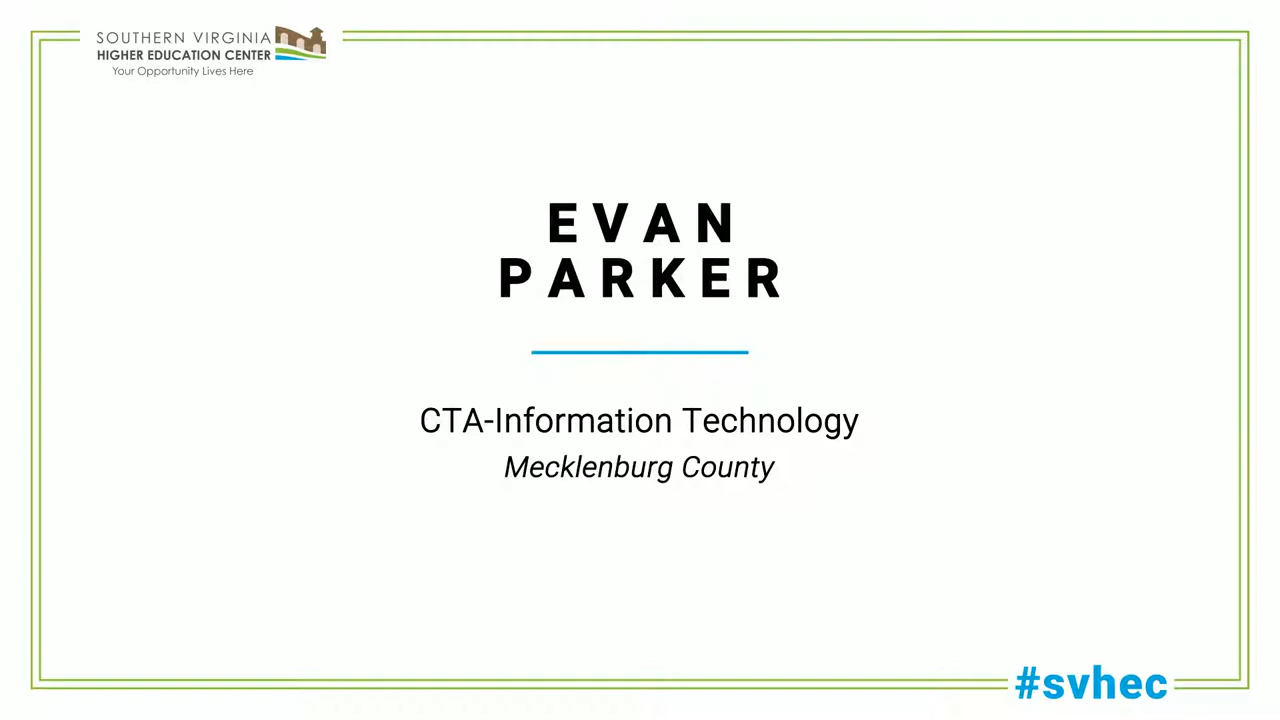 SOUTHERN VIRGINIA
HIGHER EDUCATION CENTER
Your Opportunity Lives Here
EVAN
PARKER
CTA-Information Technology
Mecklenburg County
#svhec